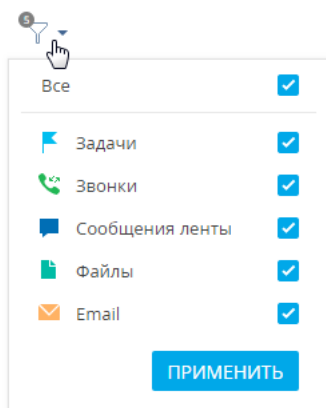 5
Все
Задачи
Звонки
Сообщения ленты
Файлы
Email
ПРИМЕНИТЬ